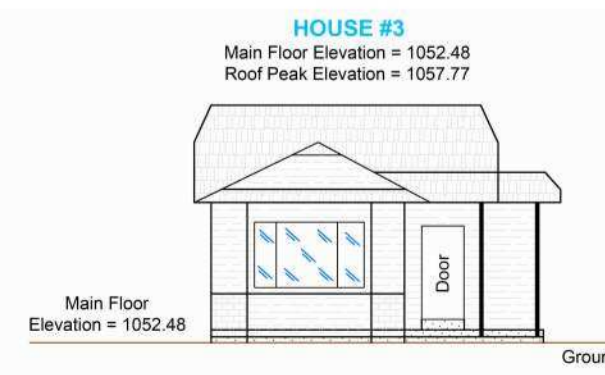 HOUSE #3
Main Floor Elevation = 1052.48
Roof Peak Elevation = 1057.77
Door
Main Floor
Elevation = 1052.48